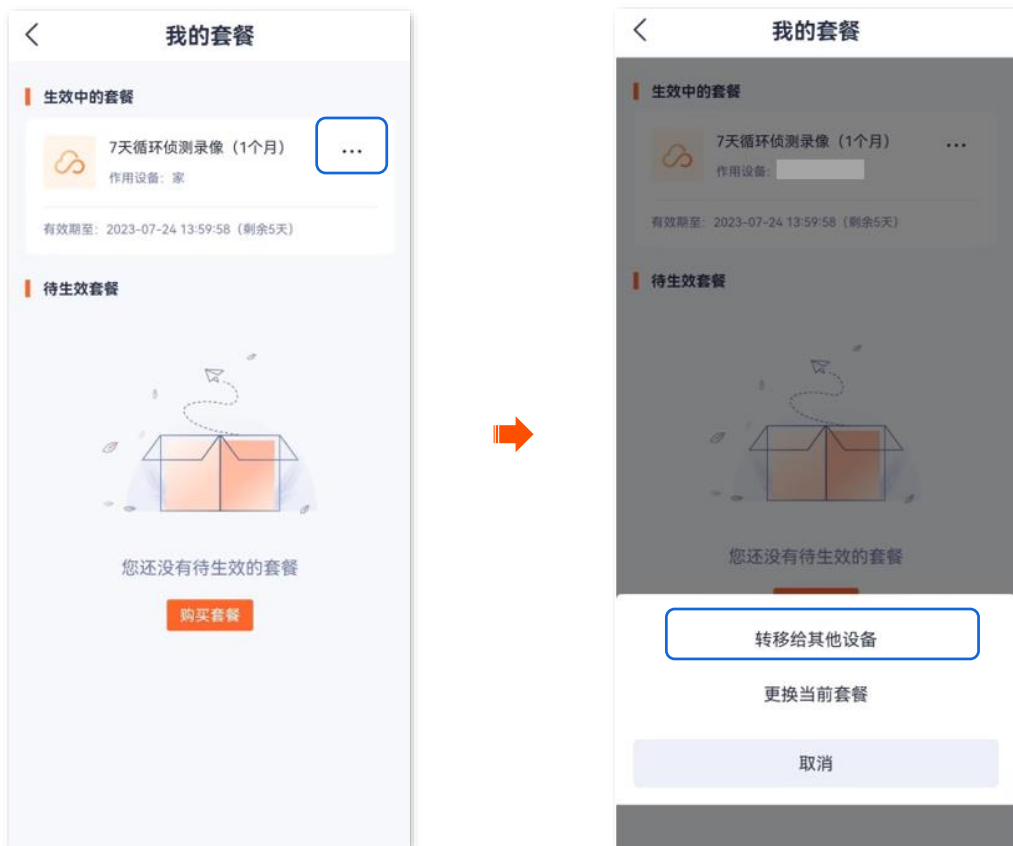 我的套餐
生效中的套餐
7天循环侦测录像（1个月）
...
作用设备：家
有效期至：2023-07-24 13:59:58（剩余5天）
待生效套餐
您还没有待生效的套餐
购买套餐
我的套餐
生效中的套餐
7天循环侦测录像（1个月）
...
作用设备:
有效期至：2023-07-24 13:59:58（剩余5天）
待生效套餐
您还没有待生效的套餐
转移给其他设备
更换当前套餐
取消